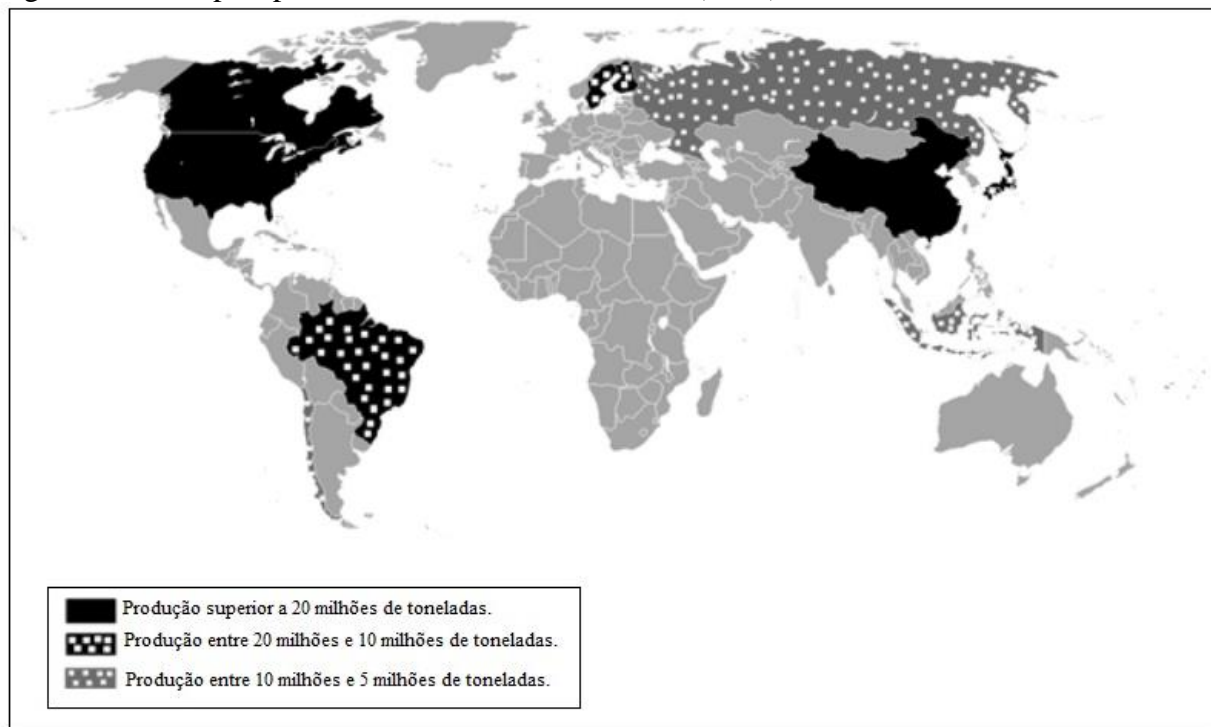 Produção superior a 20 milhões de toneladas.
Produção entre 20 milhões e 10 milhões de toneladas.
Produção entre 10 milhões e 5 milhões de toneladas.